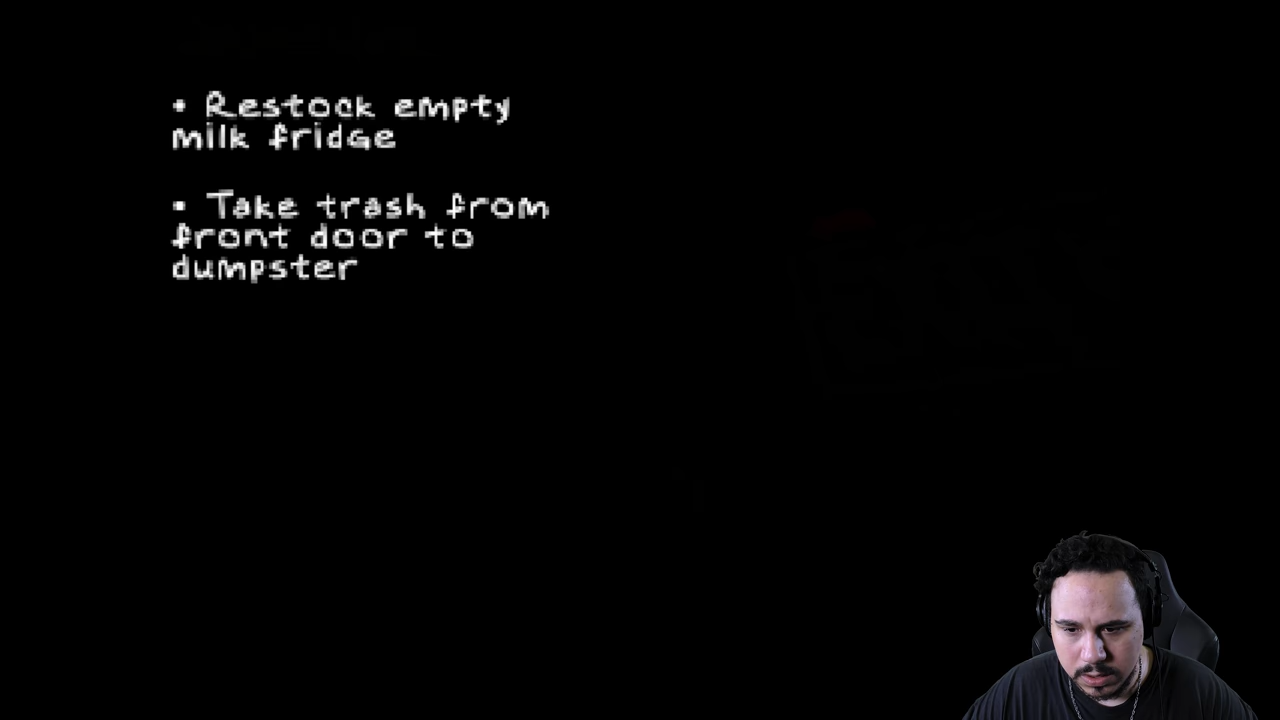 • Restock empty
milk fridge
• Take trash from
front door to
dumpster